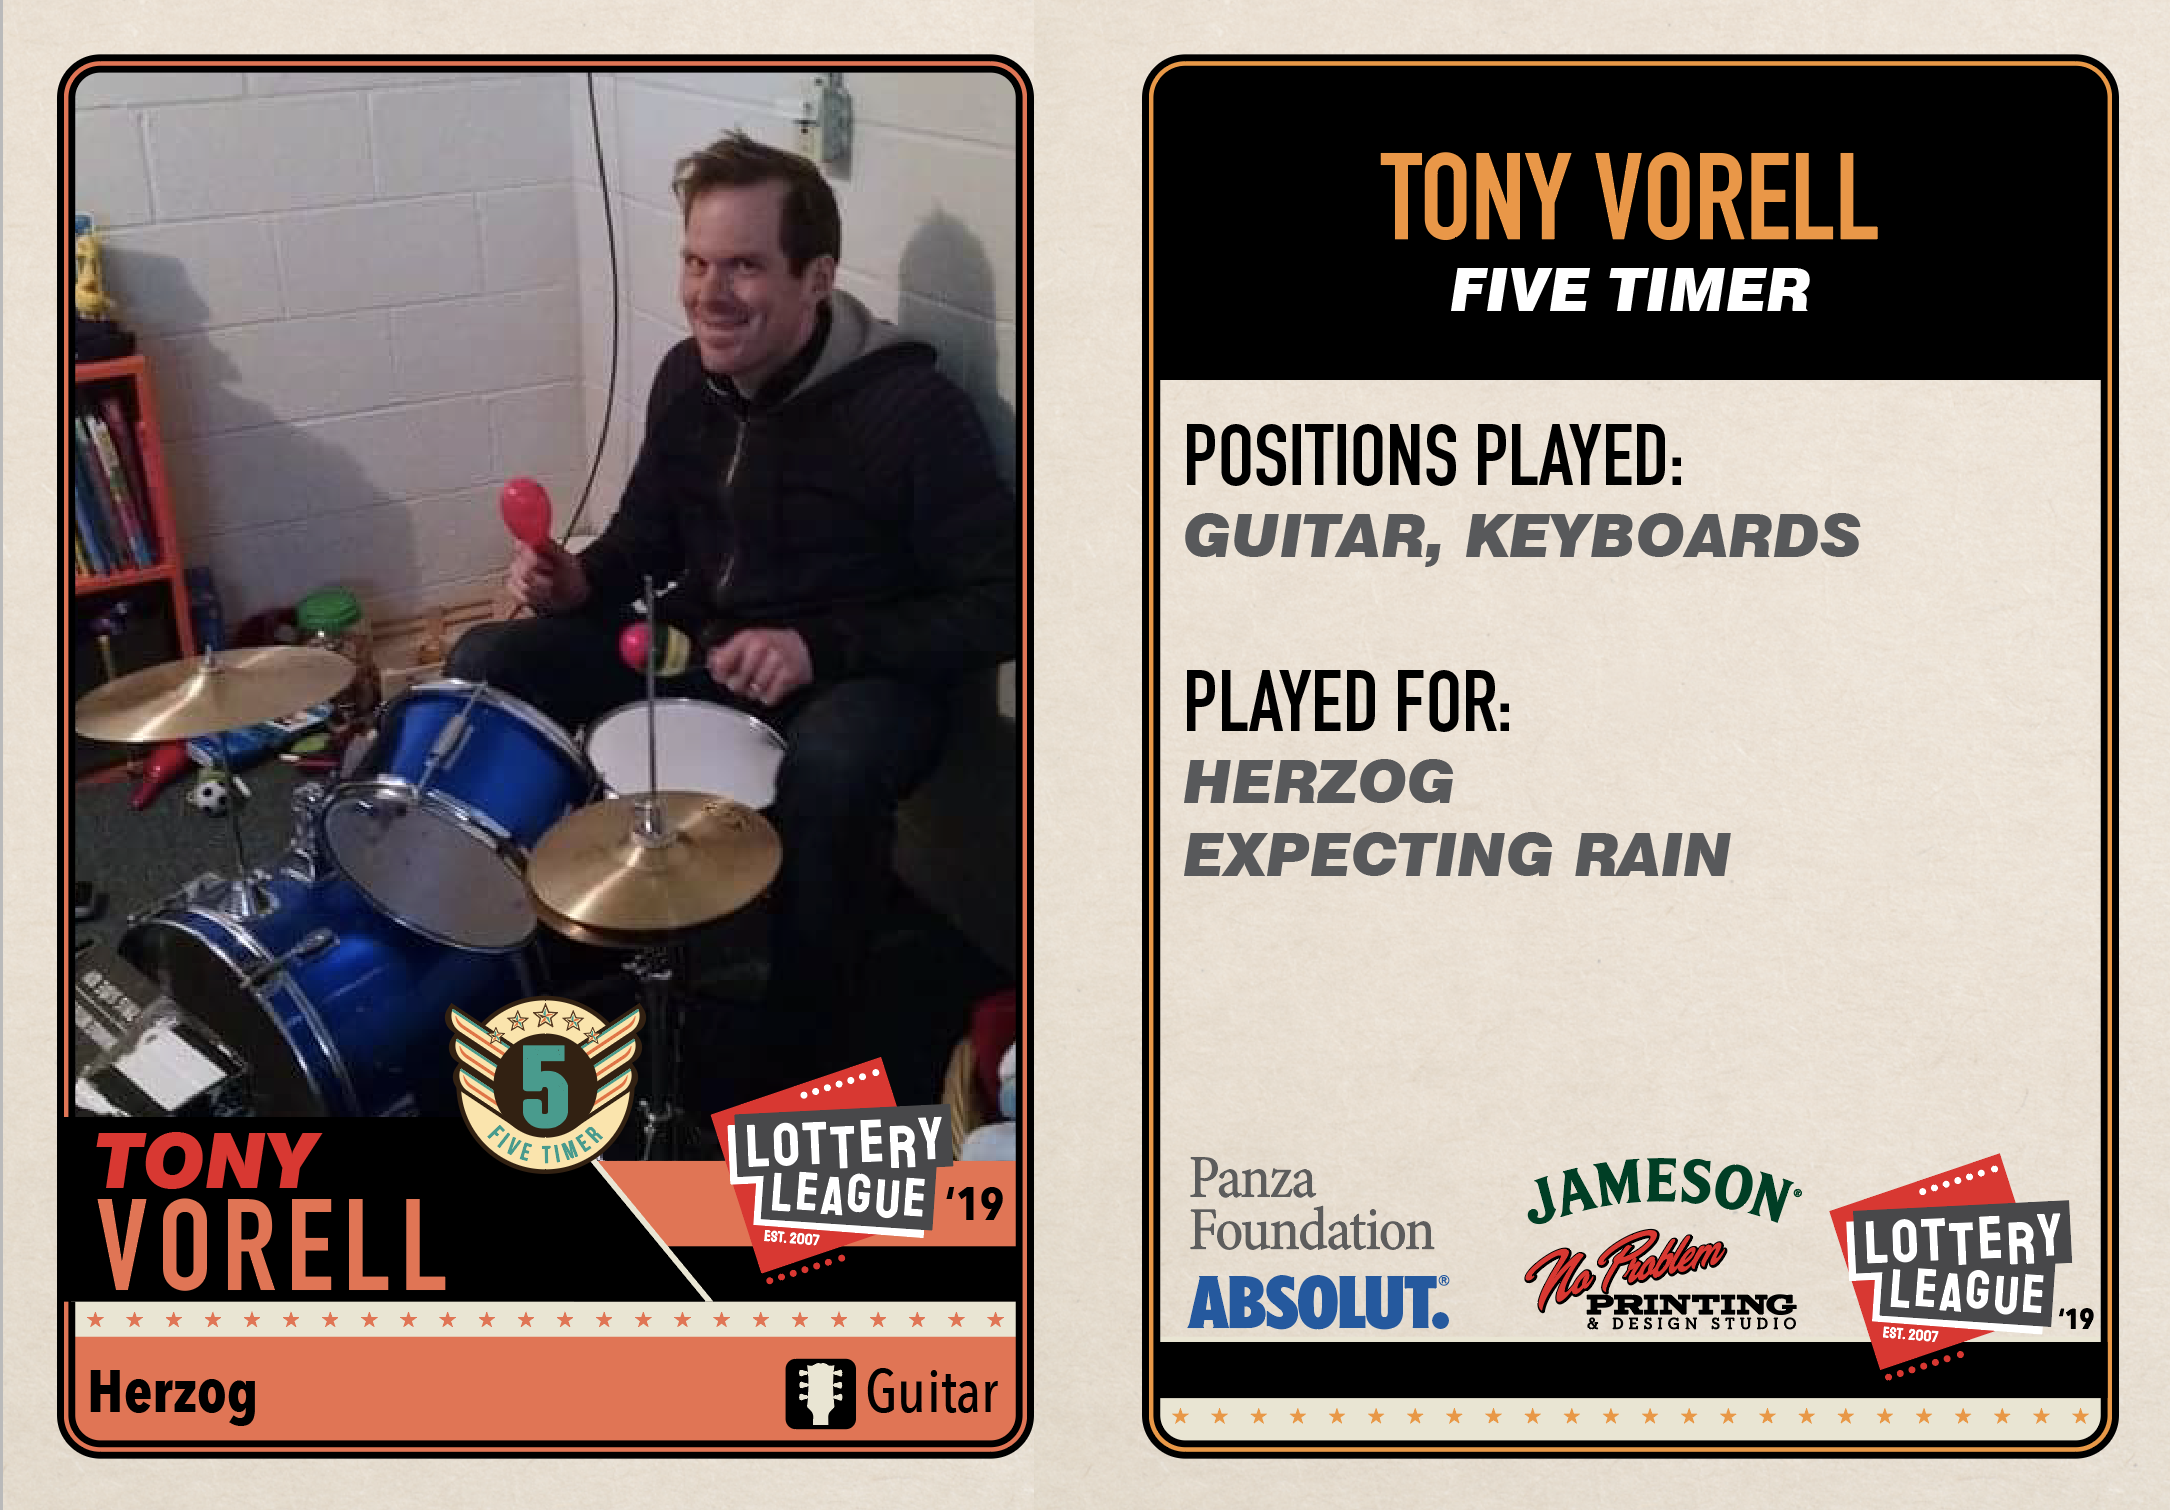 5
FIVE TIMER
TONY
VORELL
LOTTERY
LEAGUE '19
EST. 2007
Herzog
Guitar
TONY VORELL
FIVE TIMER
POSITIONS PLAYED:
GUITAR, KEYBOARDS
PLAYED FOR:
HERZOG
EXPECTING RAIN
Panza
Foundation
ABSOLUT.®
JAMESON®
No Problem
PRINTING
& DESIGN STUDIO
LOTTERY
LEAGUE
EST. 2007 '19